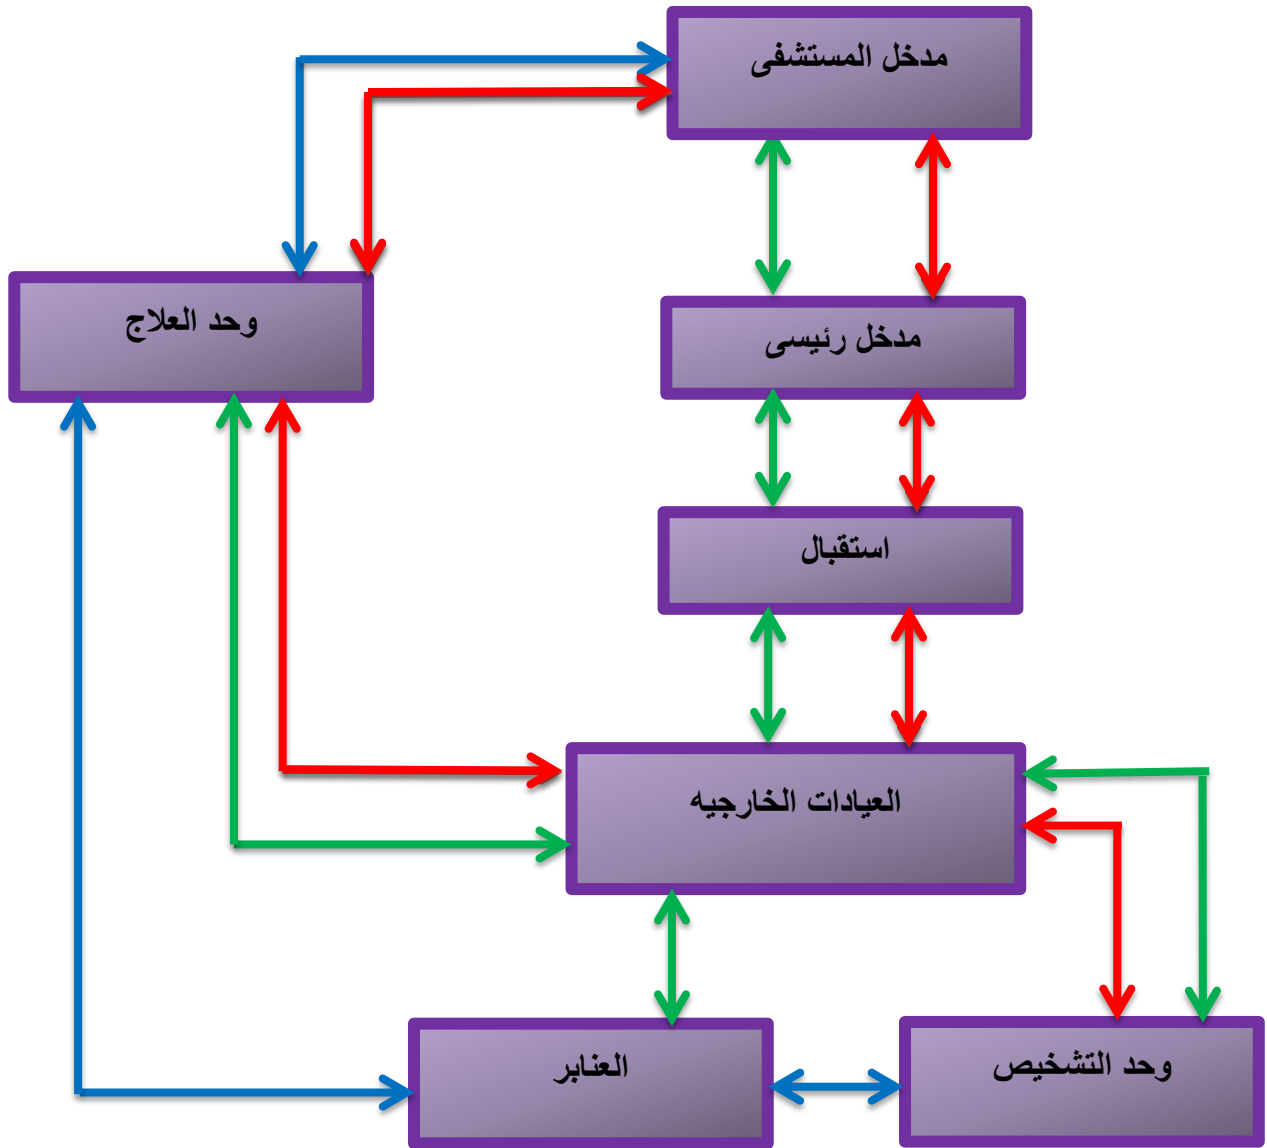 مدخل المستشفى
وحد العلاج
مدخل رئيسى
استقبال
العيادات الخارجيه
العنابر
وحد التشخيص